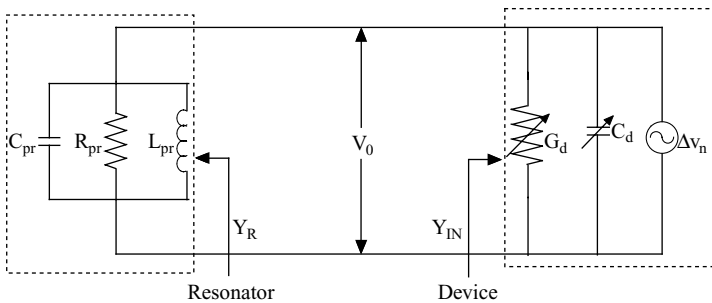 C_pr
R_pr
L_pr
V_0
G_d
C_d
Δv_n
Y_R
Y_IN
Resonator
Device